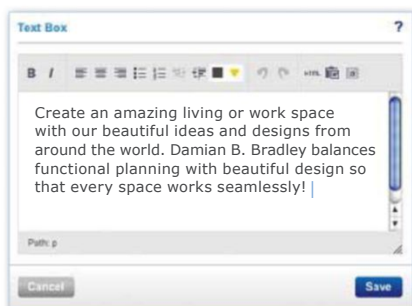 Text Box ?
B I HTML
Create an amazing living or work space
with our beautiful ideas and designs from
around the world. Damian B. Bradley balances
functional planning with beautiful design so
that every space works seamlessly!
Path: p
Cancel Save